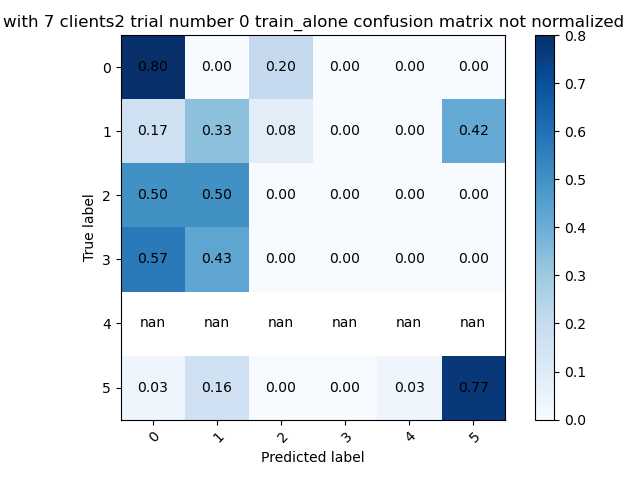 with 7 clients2 trial number 0 train_alone confusion matrix not normalized
0 0.80 0.00 0.20 0.00 0.00 0.00
1 0.17 0.33 0.08 0.00 0.00 0.42
2 0.50 0.50 0.00 0.00 0.00 0.00
3 0.57 0.43 0.00 0.00 0.00 0.00
4 nan nan nan nan nan nan
5 0.03 0.16 0.00 0.00 0.03 0.77
0 1 2 3 4 5
True label
Predicted label
0.8
0.7
0.6
0.5
0.4
0.3
0.2
0.1
0.0